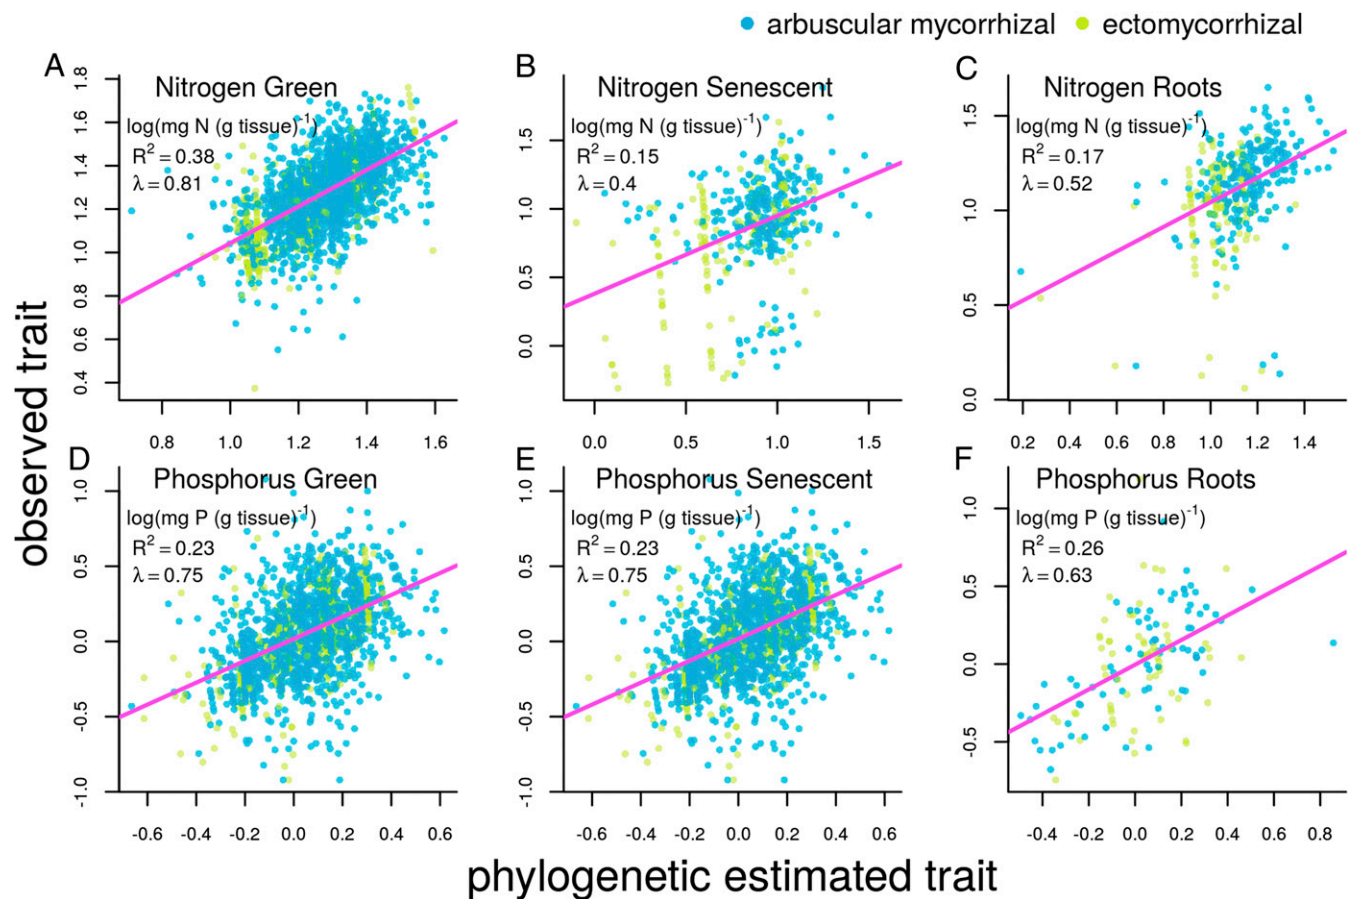 arbuscular mycorrhizal ectomycorrhizal
A
Nitrogen Green
log(mg N (g tissue)⁻¹)
R² = 0.38
λ = 0.81
1.8
1.6
1.4
1.2
1.0
0.8
0.6
0.4
0.8 1.0 1.2 1.4 1.6
B
Nitrogen Senescent
log(mg N (g tissue)⁻¹)
R² = 0.15
λ = 0.4
1.5
1.0
0.5
0.0
0.0 0.5 1.0 1.5
C
Nitrogen Roots
log(mg N (g tissue)⁻¹)
R² = 0.17
λ = 0.52
1.5
1.0
0.5
0.0
0.2 0.4 0.6 0.8 1.0 1.2 1.4
observed trait
D
Phosphorus Green
log(mg P (g tissue)⁻¹)
R² = 0.23
λ = 0.75
1.0
0.5
0.0
-0.5
-1.0
-0.6 -0.4 -0.2 0.0 0.2 0.4 0.6
E
Phosphorus Senescent
log(mg P (g tissue)⁻¹)
R² = 0.23
λ = 0.75
1.0
0.5
0.0
-0.5
-1.0
-0.6 -0.4 -0.2 0.0 0.2 0.4 0.6
F
Phosphorus Roots
log(mg P (g tissue)⁻¹)
R² = 0.26
λ = 0.63
1.0
0.5
0.0
-0.5
-0.4 -0.2 0.0 0.2 0.4 0.6 0.8
phylogenetic estimated trait